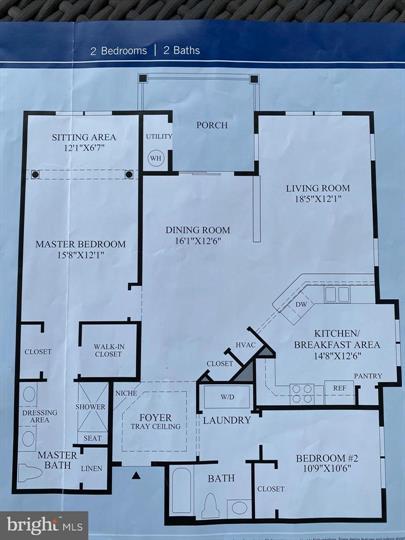 2 Bedrooms | 2 Baths
SITTING AREA
12'1"X6'7"
UTILITY
WH
PORCH
LIVING ROOM
18'5"X12'1"
DINING ROOM
16'1"X12'6"
MASTER BEDROOM
15'8"X12'1"
DW
KITCHEN/
BREAKFAST AREA
14'8"X12'6"
HVAC
CLOSET
WALK-IN
CLOSET
CLOSET
PANTRY
REF
NICHE
W/D
DRESSING
AREA
SHOWER
SEAT
FOYER
TRAY CEILING
LAUNDRY
MASTER
BATH
LINEN
BATH
CLOSET
BEDROOM #2
10'9"X10'6"
bright MLS